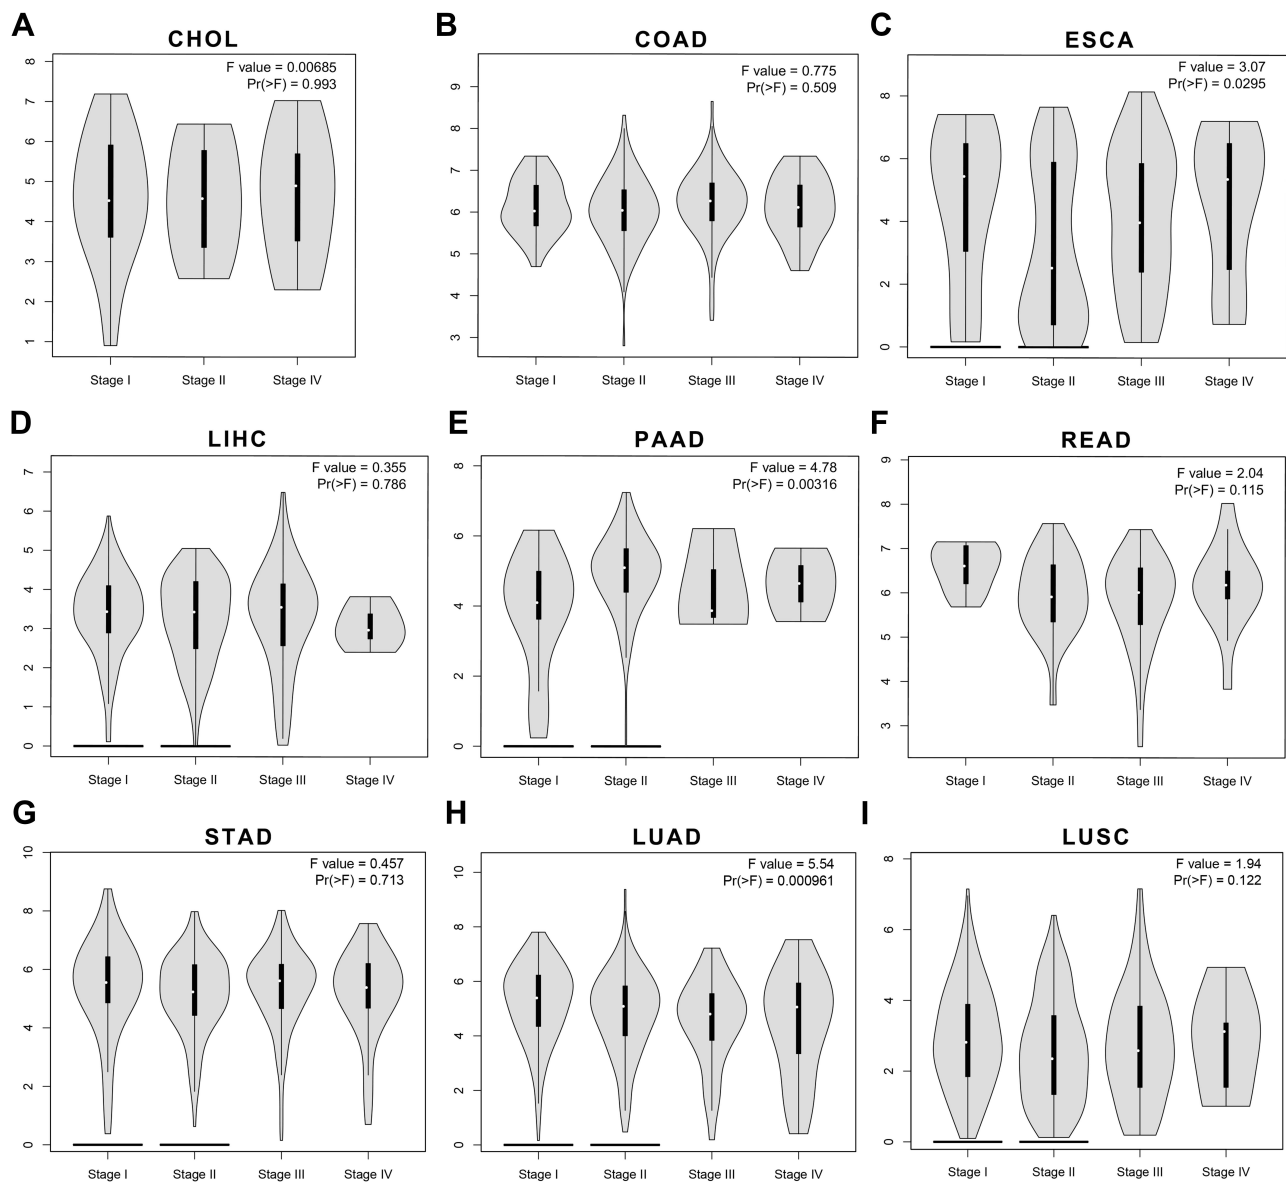 A
CHOL
F value = 0.00685
Pr(>F) = 0.993
8
7
6
5
4
3
2
1
Stage I Stage II Stage IV
B
COAD
F value = 0.775
Pr(>F) = 0.509
9
8
7
6
5
4
3
Stage I Stage II Stage III Stage IV
C
ESCA
F value = 3.07
Pr(>F) = 0.0295
8
6
4
2
0
Stage I Stage II Stage III Stage IV
D
LIHC
F value = 0.355
Pr(>F) = 0.786
7
6
5
4
3
2
1
0
Stage I Stage II Stage III Stage IV
E
PAAD
F value = 4.78
Pr(>F) = 0.00316
8
6
4
2
0
Stage I Stage II Stage III Stage IV
F
READ
F value = 2.04
Pr(>F) = 0.115
9
8
7
6
5
4
3
Stage I Stage II Stage III Stage IV
G
STAD
F value = 0.457
Pr(>F) = 0.713
10
8
6
4
2
0
Stage I Stage II Stage III Stage IV
H
LUAD
F value = 5.54
Pr(>F) = 0.000961
10
8
6
4
2
0
Stage I Stage II Stage III Stage IV
I
LUSC
F value = 1.94
Pr(>F) = 0.122
8
6
4
2
0
Stage I Stage II Stage III Stage IV